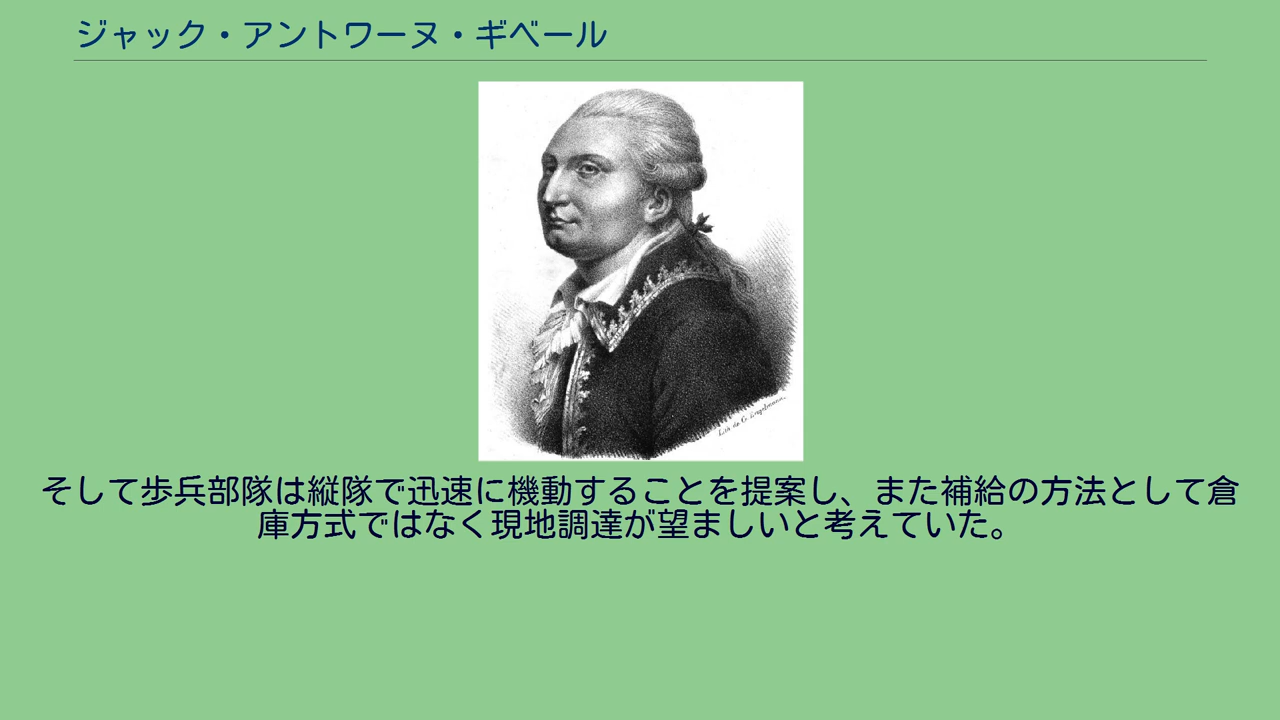 ジャック・アントワーヌ・ギベール
Lith de G. Engelmann.
そして歩兵部隊は縦隊で迅速に機動することを提案し、また補給の方法として倉
庫方式ではなく現地調達が望ましいと考えていた。